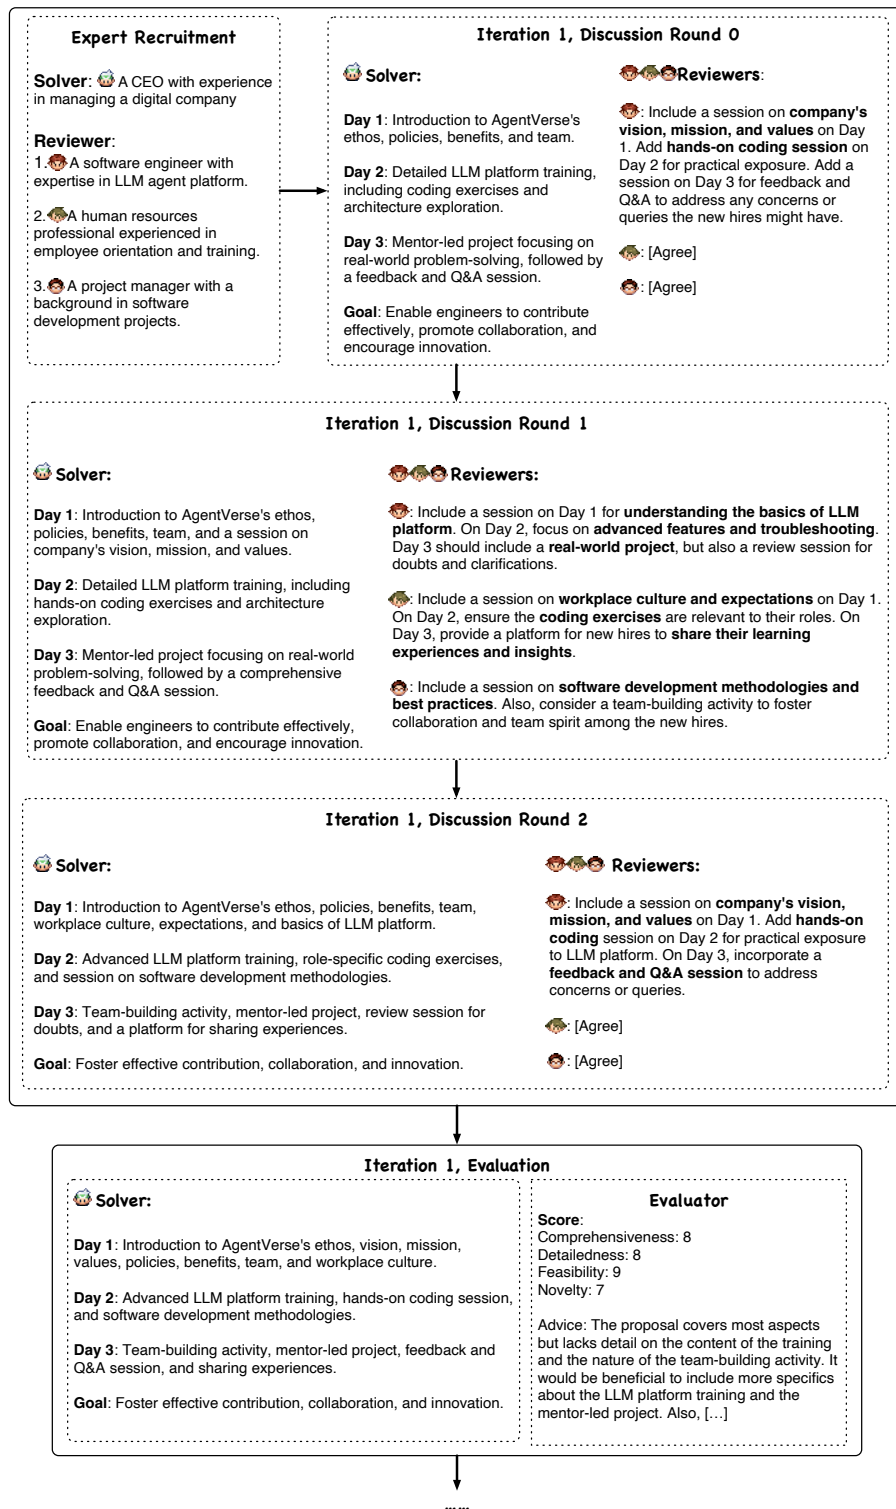 Expert Recruitment
Solver: A CEO with experience
in managing a digital company
Reviewer:
1. A software engineer with
expertise in LLM agent platform.
2. A human resources
professional experienced in
employee orientation and training.
3. A project manager with a
background in software
development projects.
Iteration 1, Discussion Round 0
Solver:
Day 1: Introduction to AgentVerse's
ethos, policies, benefits, and team.
Day 2: Detailed LLM platform training,
including coding exercises and
architecture exploration.
Day 3: Mentor-led project focusing on
real-world problem-solving, followed by
a feedback and Q&A session.
Goal: Enable engineers to contribute
effectively, promote collaboration, and
encourage innovation.
Reviewers:
: Include a session on company's
vision, mission, and values on Day
1. Add hands-on coding session on
Day 2 for practical exposure. Add a
session on Day 3 for feedback and
Q&A to address any concerns or
queries the new hires might have.
: [Agree]
: [Agree]
Iteration 1, Discussion Round 1
Solver:
Day 1: Introduction to AgentVerse's ethos,
policies, benefits, team, and a session on
company's vision, mission, and values.
Day 2: Detailed LLM platform training, including
hands-on coding exercises and architecture
exploration.
Day 3: Mentor-led project focusing on real-world
problem-solving, followed by a comprehensive
feedback and Q&A session.
Goal: Enable engineers to contribute effectively,
promote collaboration, and encourage innovation.
Reviewers:
: Include a session on Day 1 for understanding the basics of LLM
platform. On Day 2, focus on advanced features and troubleshooting.
Day 3 should include a real-world project, but also a review session for
doubts and clarifications.
: Include a session on workplace culture and expectations on Day 1.
On Day 2, ensure the coding exercises are relevant to their roles. On
Day 3, provide a platform for new hires to share their learning
experiences and insights.
: Include a session on software development methodologies and
best practices. Also, consider a team-building activity to foster
collaboration and team spirit among the new hires.
Iteration 1, Discussion Round 2
Solver:
Day 1: Introduction to AgentVerse's ethos, policies, benefits, team,
workplace culture, expectations, and basics of LLM platform.
Day 2: Advanced LLM platform training, role-specific coding exercises,
and session on software development methodologies.
Day 3: Team-building activity, mentor-led project, review session for
doubts, and a platform for sharing experiences.
Goal: Foster effective contribution, collaboration, and innovation.
Reviewers:
: Include a session on company's vision,
mission, and values on Day 1. Add hands-on
coding session on Day 2 for practical exposure
to LLM platform. On Day 3, incorporate a
feedback and Q&A session to address
concerns or queries.
: [Agree]
: [Agree]
Iteration 1, Evaluation
Solver:
Day 1: Introduction to AgentVerse's ethos, vision, mission,
values, policies, benefits, team, and workplace culture.
Day 2: Advanced LLM platform training, hands-on coding session,
and software development methodologies.
Day 3: Team-building activity, mentor-led project, feedback and
Q&A session, and sharing experiences.
Goal: Foster effective contribution, collaboration, and innovation.
Evaluator
Score:
Comprehensiveness: 8
Detailedness: 8
Feasibility: 9
Novelty: 7
Advice: The proposal covers most aspects
but lacks detail on the content of the training
and the nature of the team-building activity. It
would be beneficial to include more specifics
about the LLM platform training and the
mentor-led project. Also, […]
……